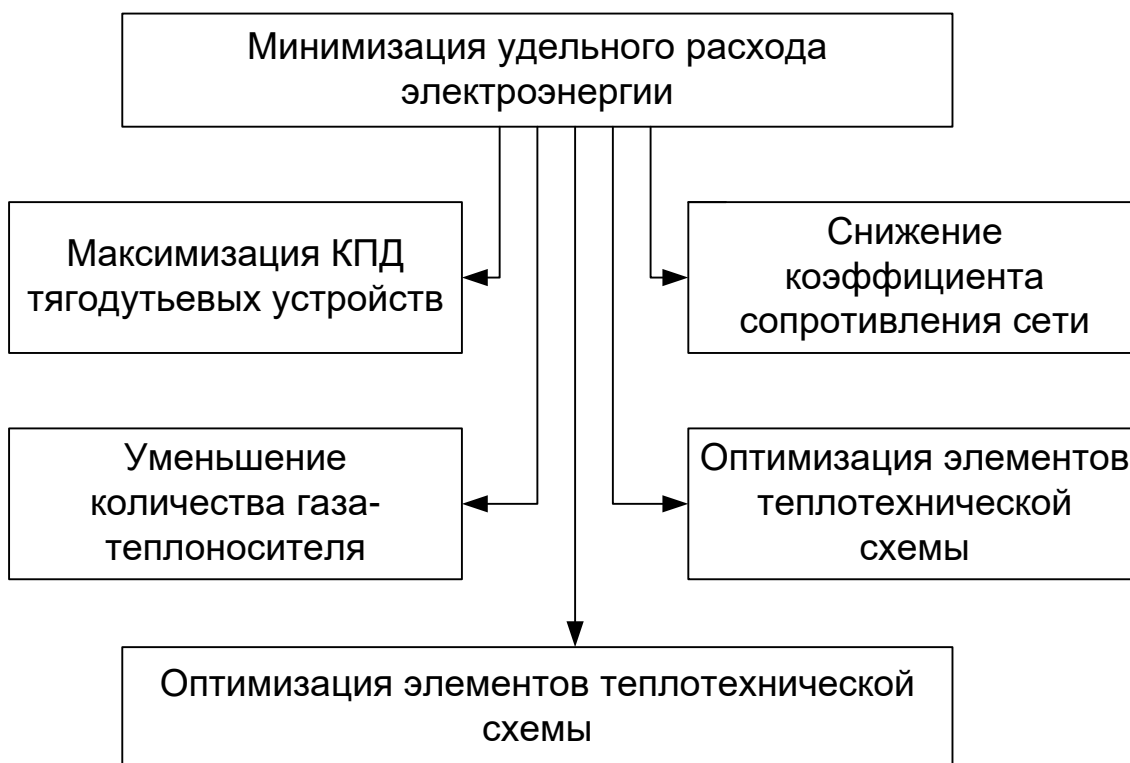 Минимизация удельного расхода
электроэнергии
Максимизация КПД
тягодутьевых устройств
Снижение
коэффициента
сопротивления сети
Уменьшение
количества газа-
теплоносителя
Оптимизация элементов
теплотехнической
схемы
Оптимизация элементов теплотехнической
схемы